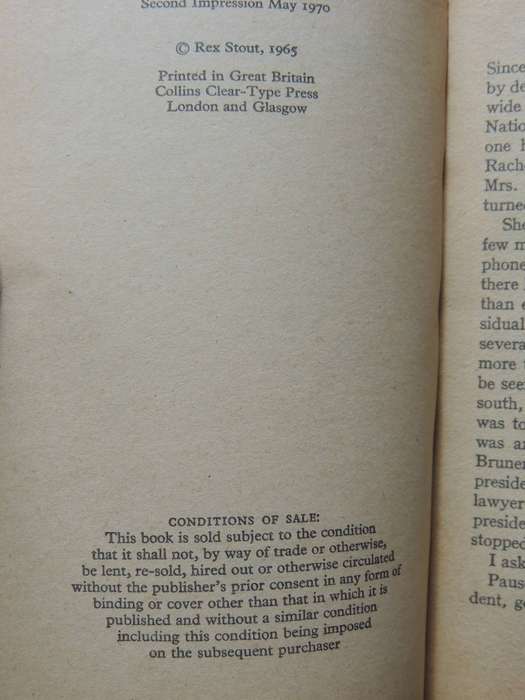 Second Impression May 1970
© Rex Stout, 1965
Printed in Great Britain
Collins Clear-Type Press
London and Glasgow
CONDITIONS OF SALE:
This book is sold subject to the condition
that it shall not, by way of trade or otherwise,
be lent, re-sold, hired out or otherwise circulated
without the publisher's prior consent in any form of
binding or cover other than that in which it is
published and without a similar condition
including this condition being imposed
on the subsequent purchaser
Since
by de
wide
Natio
one h
Rach
Mrs.
turned
She
few m
phone
there
than e
sidual
severa
more t
be see
south,
was to
was a
Bruner
preside
lawyer
preside
stopped
I ask
Paus
dent, g